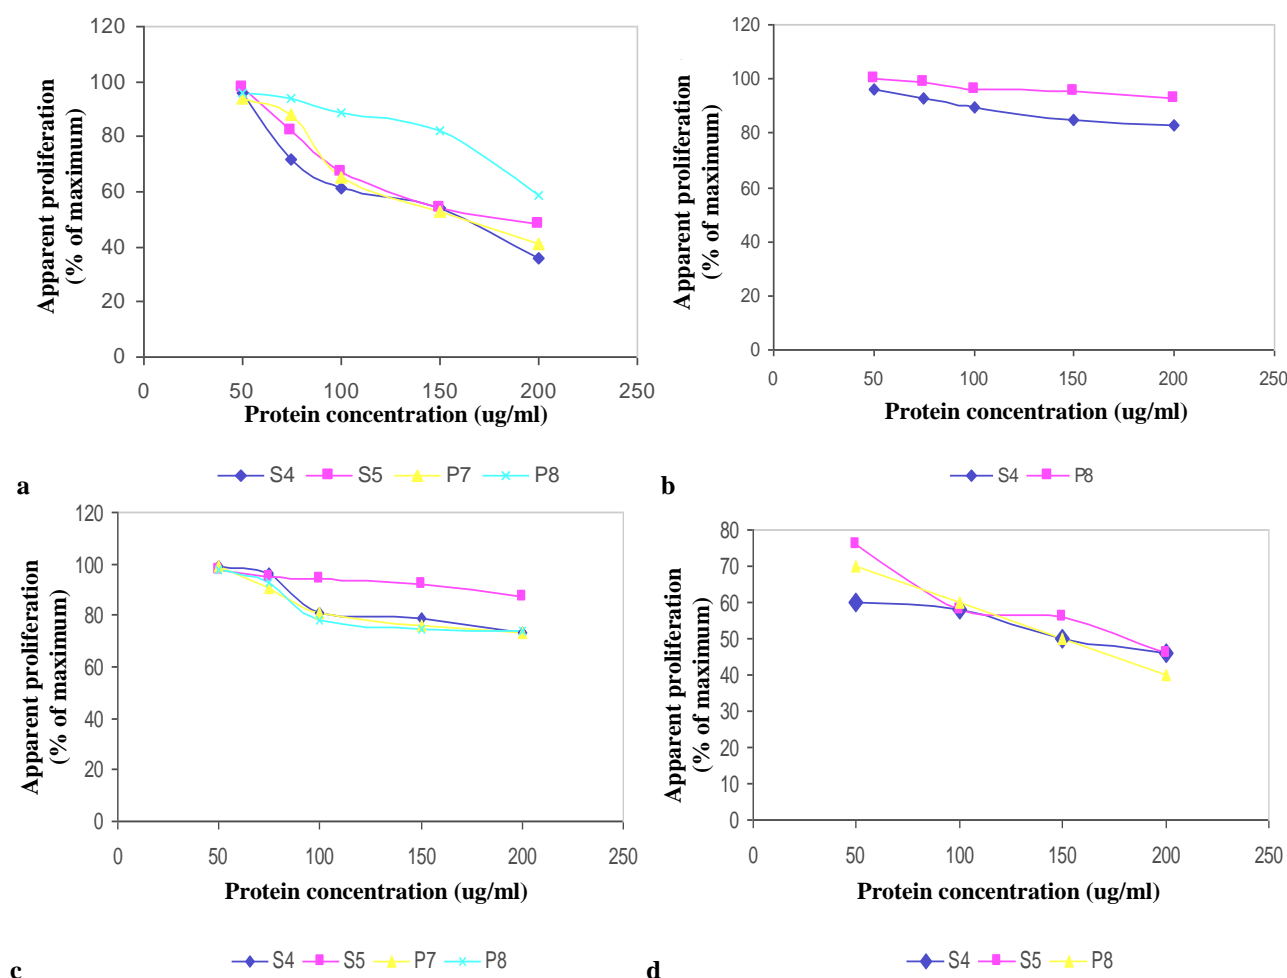 Apparent proliferation
(% of maximum)
120
100
80
60
40
20
0
0 50 100 150 200 250
Protein concentration (ug/ml)
S4 S5 P7 P8
a
Apparent proliferation
(% of maximum)
120
100
80
60
40
20
0
0 50 100 150 200 250
Protein concentration (ug/ml)
S4 P8
b
Apparent proliferation
(% of maximum)
120
100
80
60
40
20
0
0 50 100 150 200 250
Protein concentration (ug/ml)
S4 S5 P7 P8
c
Apparent proliferation
(% of maximum)
80
70
60
50
40
30
20
10
0
0 50 100 150 200 250
Protein concentration (ug/ml)
S4 S5 P8
d